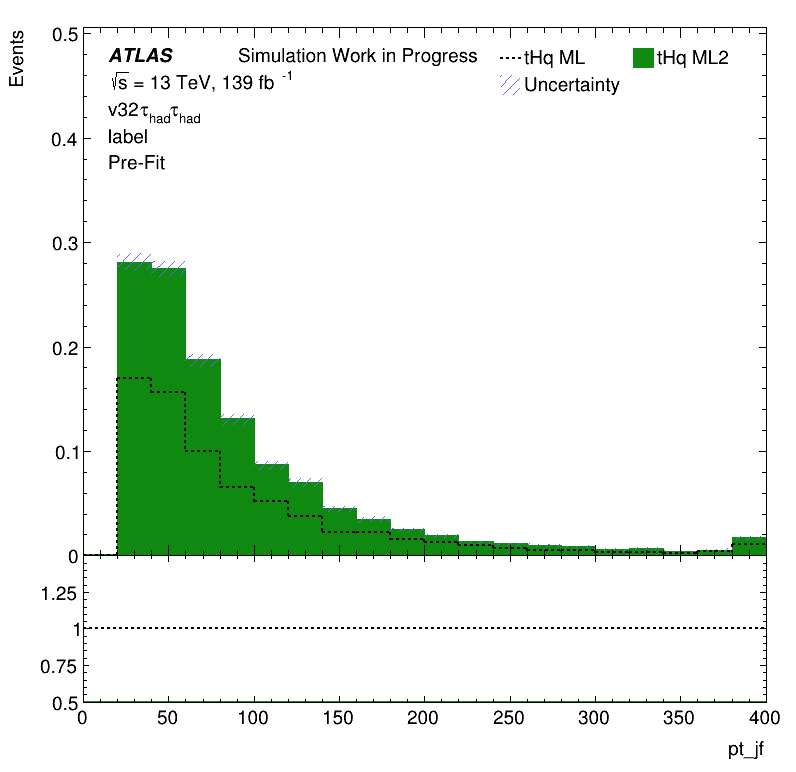 Events
ATLAS Simulation Work in Progress
√s = 13 TeV, 139 fb -1
v32τhadτhad
label
Pre-Fit
tHq ML
tHq ML2
Uncertainty
0.5
0.4
0.3
0.2
0.1
0
1.25
1
0.75
0.5
0 50 100 150 200 250 300 350 400
pt_jf